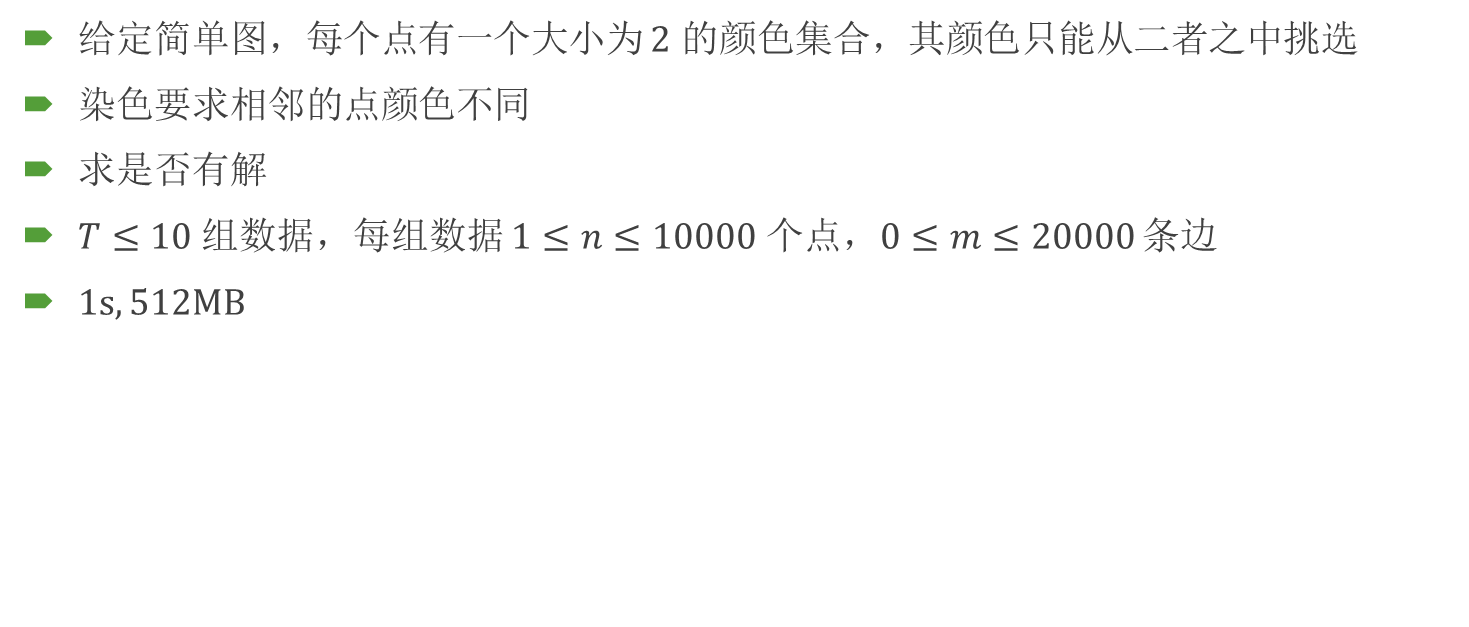 给定简单图，每个点有一个大小为 2 的颜色集合，其颜色只能从二者之中挑选
染色要求相邻的点颜色不同
求是否有解
T ≤ 10 组数据，每组数据 1 ≤ n ≤ 10000 个点，0 ≤ m ≤ 20000 条边
1s, 512MB